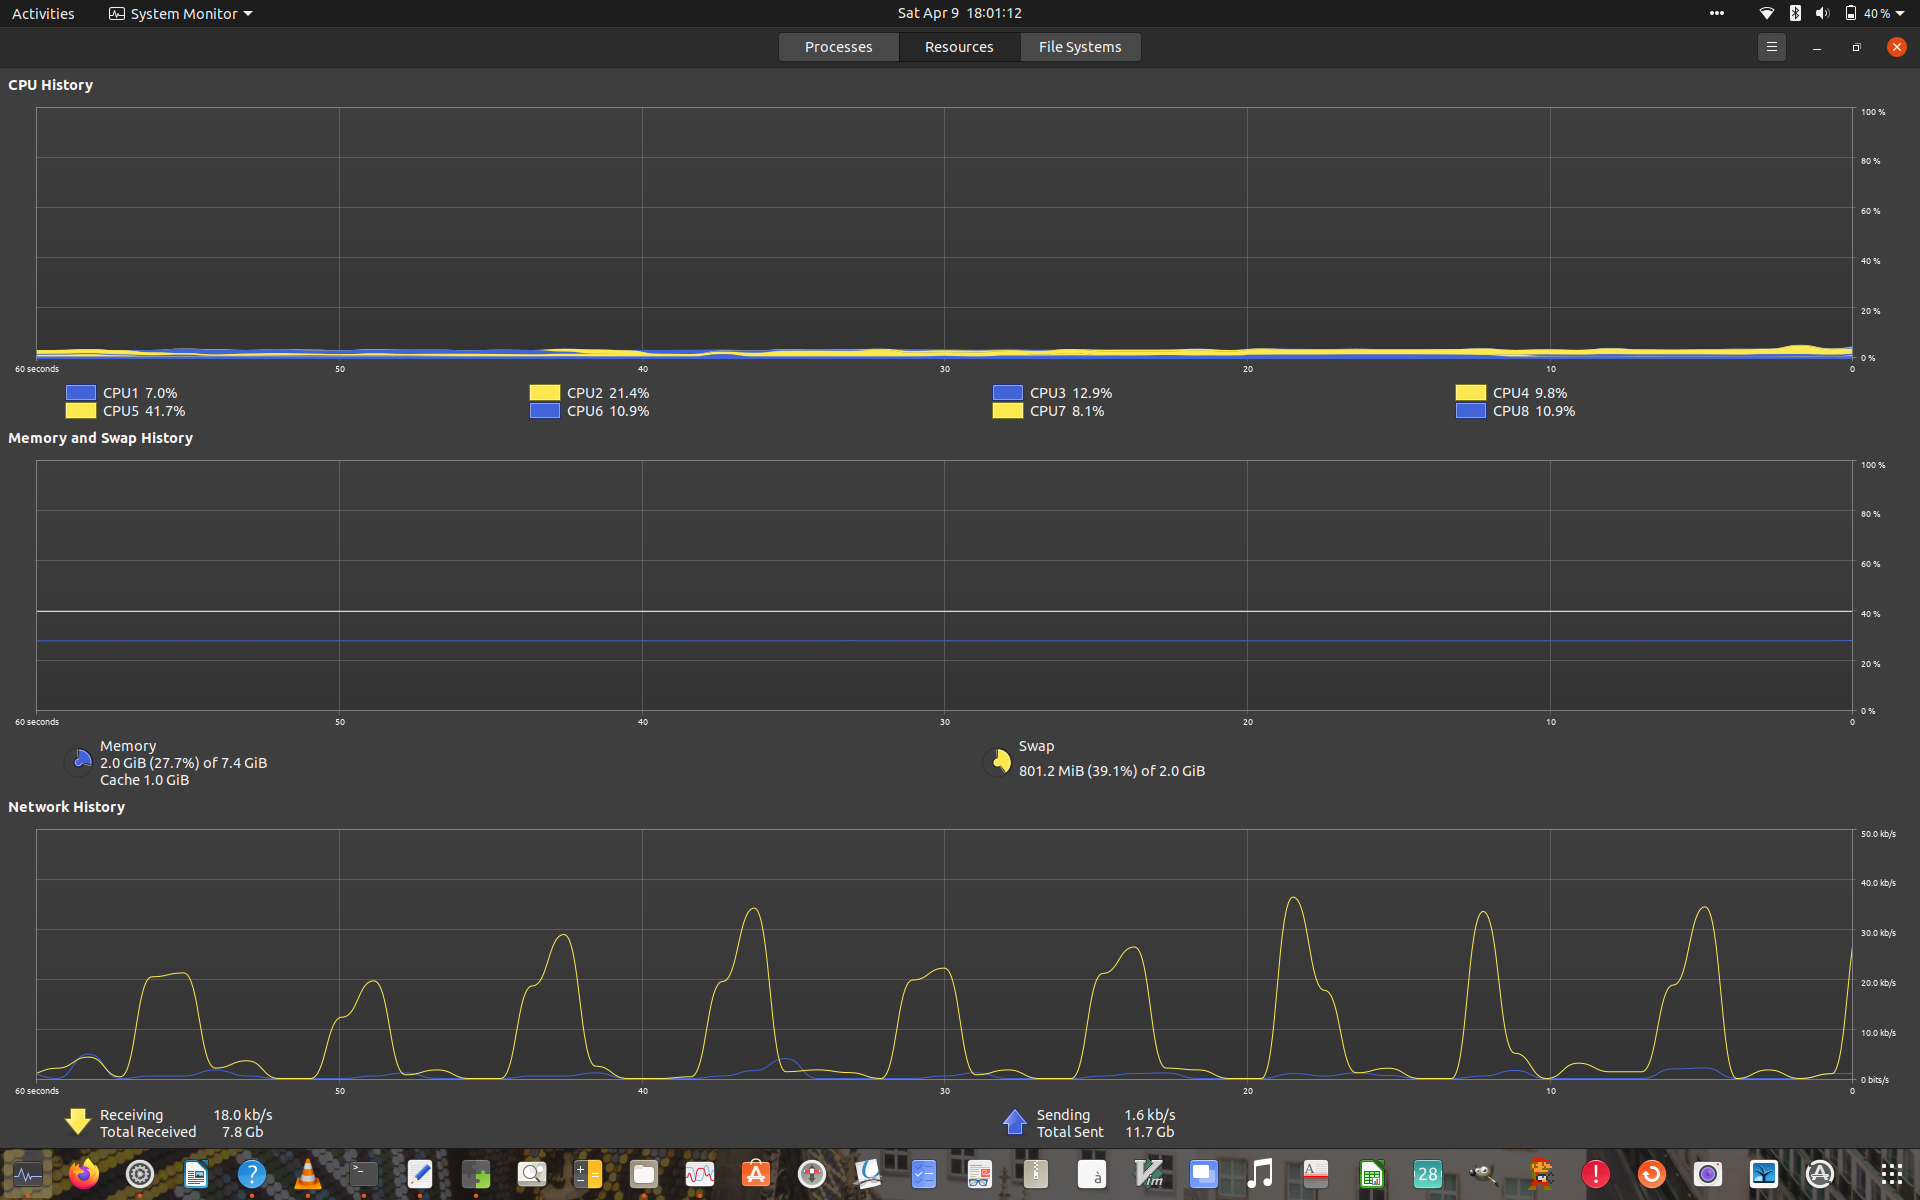 Activities
System Monitor
Sat Apr 9 18:01:12
40 %
Processes
Resources
File Systems
CPU History
100 %
80 %
60 %
40 %
20 %
0 %
60 seconds
50
40
30
20
10
0
CPU1 7.0%
CPU2 21.4%
CPU3 12.9%
CPU4 9.8%
CPU5 41.7%
CPU6 10.9%
CPU7 8.1%
CPU8 10.9%
Memory and Swap History
100 %
80 %
60 %
40 %
20 %
0 %
60 seconds
50
40
30
20
10
0
Memory
2.0 GiB (27.7%) of 7.4 GiB
Cache 1.0 GiB
Swap
801.2 MiB (39.1%) of 2.0 GiB
Network History
50.0 kb/s
40.0 kb/s
30.0 kb/s
20.0 kb/s
10.0 kb/s
0 bits/s
60 seconds
50
40
30
20
10
0
Receiving 18.0 kb/s
Total Received 7.8 Gb
Sending 1.6 kb/s
Total Sent 11.7 Gb
?
>_
à
Vim
A
28
!